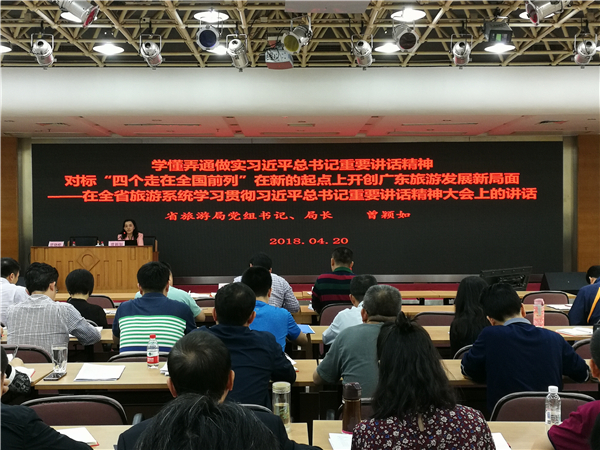 学懂弄通做实习近平总书记重要讲话精神
对标“四个走在全国前列”在新的起点上开创广东旅游发展新局面
——在全省旅游系统学习贯彻习近平总书记重要讲话精神大会上的讲话
省旅游局党组书记、局长 曾颖如
2018.04.20